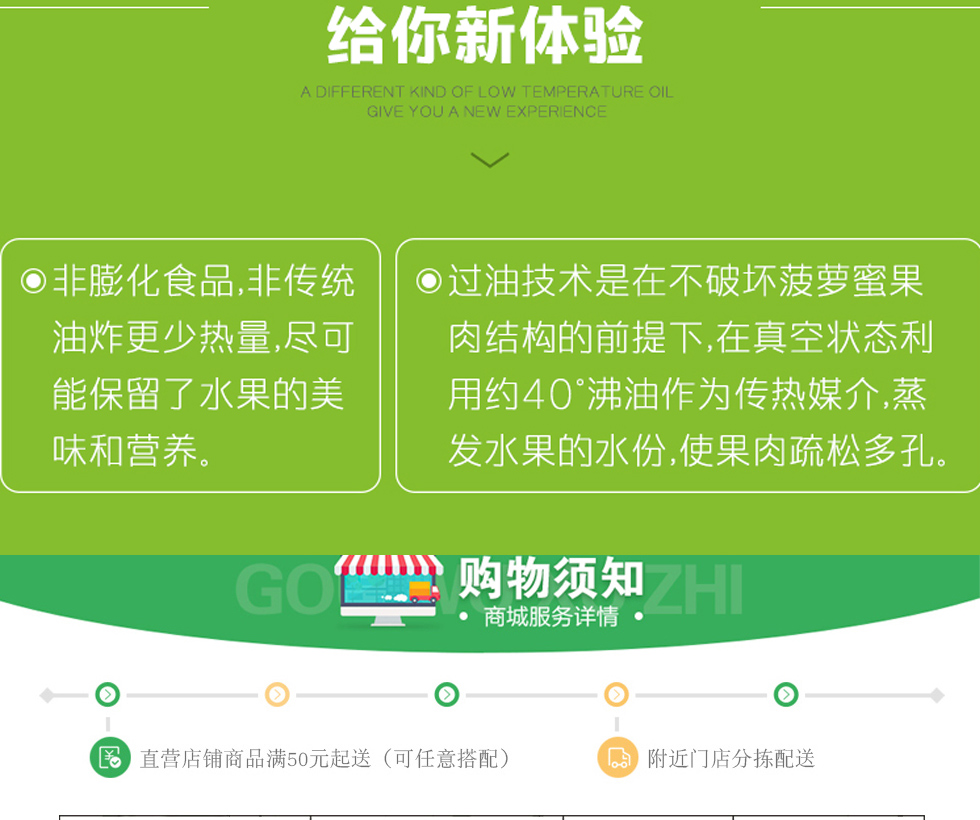 给你新体验
A DIFFERENT KIND OF LOW TEMPERATURE OIL
GIVE YOU A NEW EXPERIENCE
非膨化食品,非传统
油炸更少热量,尽可
能保留了水果的美
味和营养。
过油技术是在不破坏菠萝蜜果
肉结构的前提下,在真空状态利
用约40°沸油作为传热媒介,蒸
发水果的水份,使果肉疏松多孔。
购物须知
• 商城服务详情 •
直营店铺商品满50元起送（可任意搭配）
附近门店分拣配送